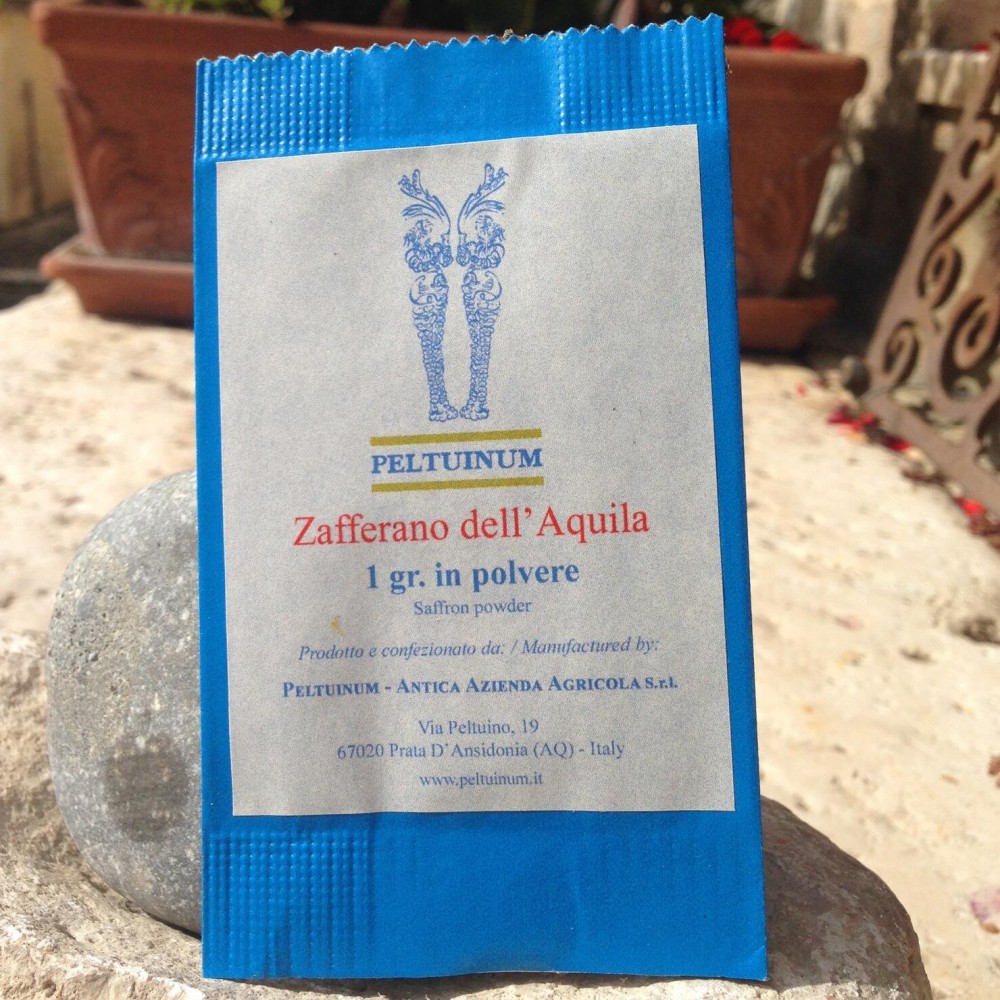 PELTUINUM
Zafferano dell'Aquila
1 gr. in polvere
Saffron powder
Prodotto e confezionato da: / Manufactured by:
PELTUINUM - ANTICA AZIENDA AGRICOLA S.r.l.
Via Peltuino, 19
67020 Prata D'Ansidonia (AQ) - Italy
www.peltuinum.it